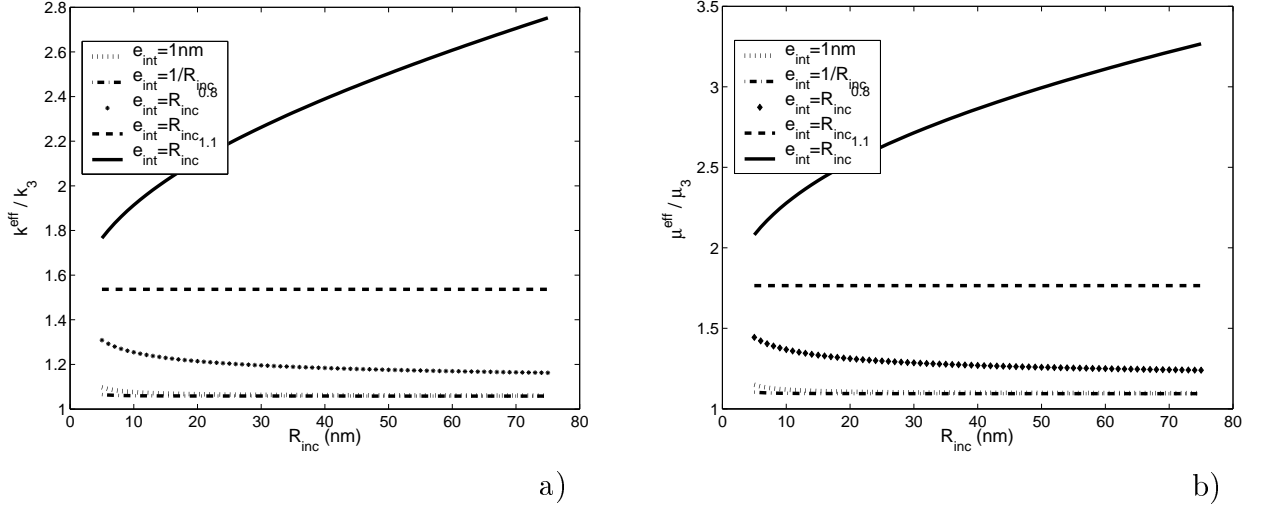 2.8
2.6
2.4
2.2
2
1.8
1.6
1.4
1.2
1
k^eff / k_3
e_int=1nm
e_int=1/R_inc
e_int=R_inc^0.8
e_int=R_inc
e_int=R_inc^1.1
0 10 20 30 40 50 60 70 80
R_inc (nm)
a)
3.5
3
2.5
2
1.5
1
μ^eff / μ_3
e_int=1nm
e_int=1/R_inc
e_int=R_inc^0.8
e_int=R_inc
e_int=R_inc^1.1
0 10 20 30 40 50 60 70 80
R_inc (nm)
b)